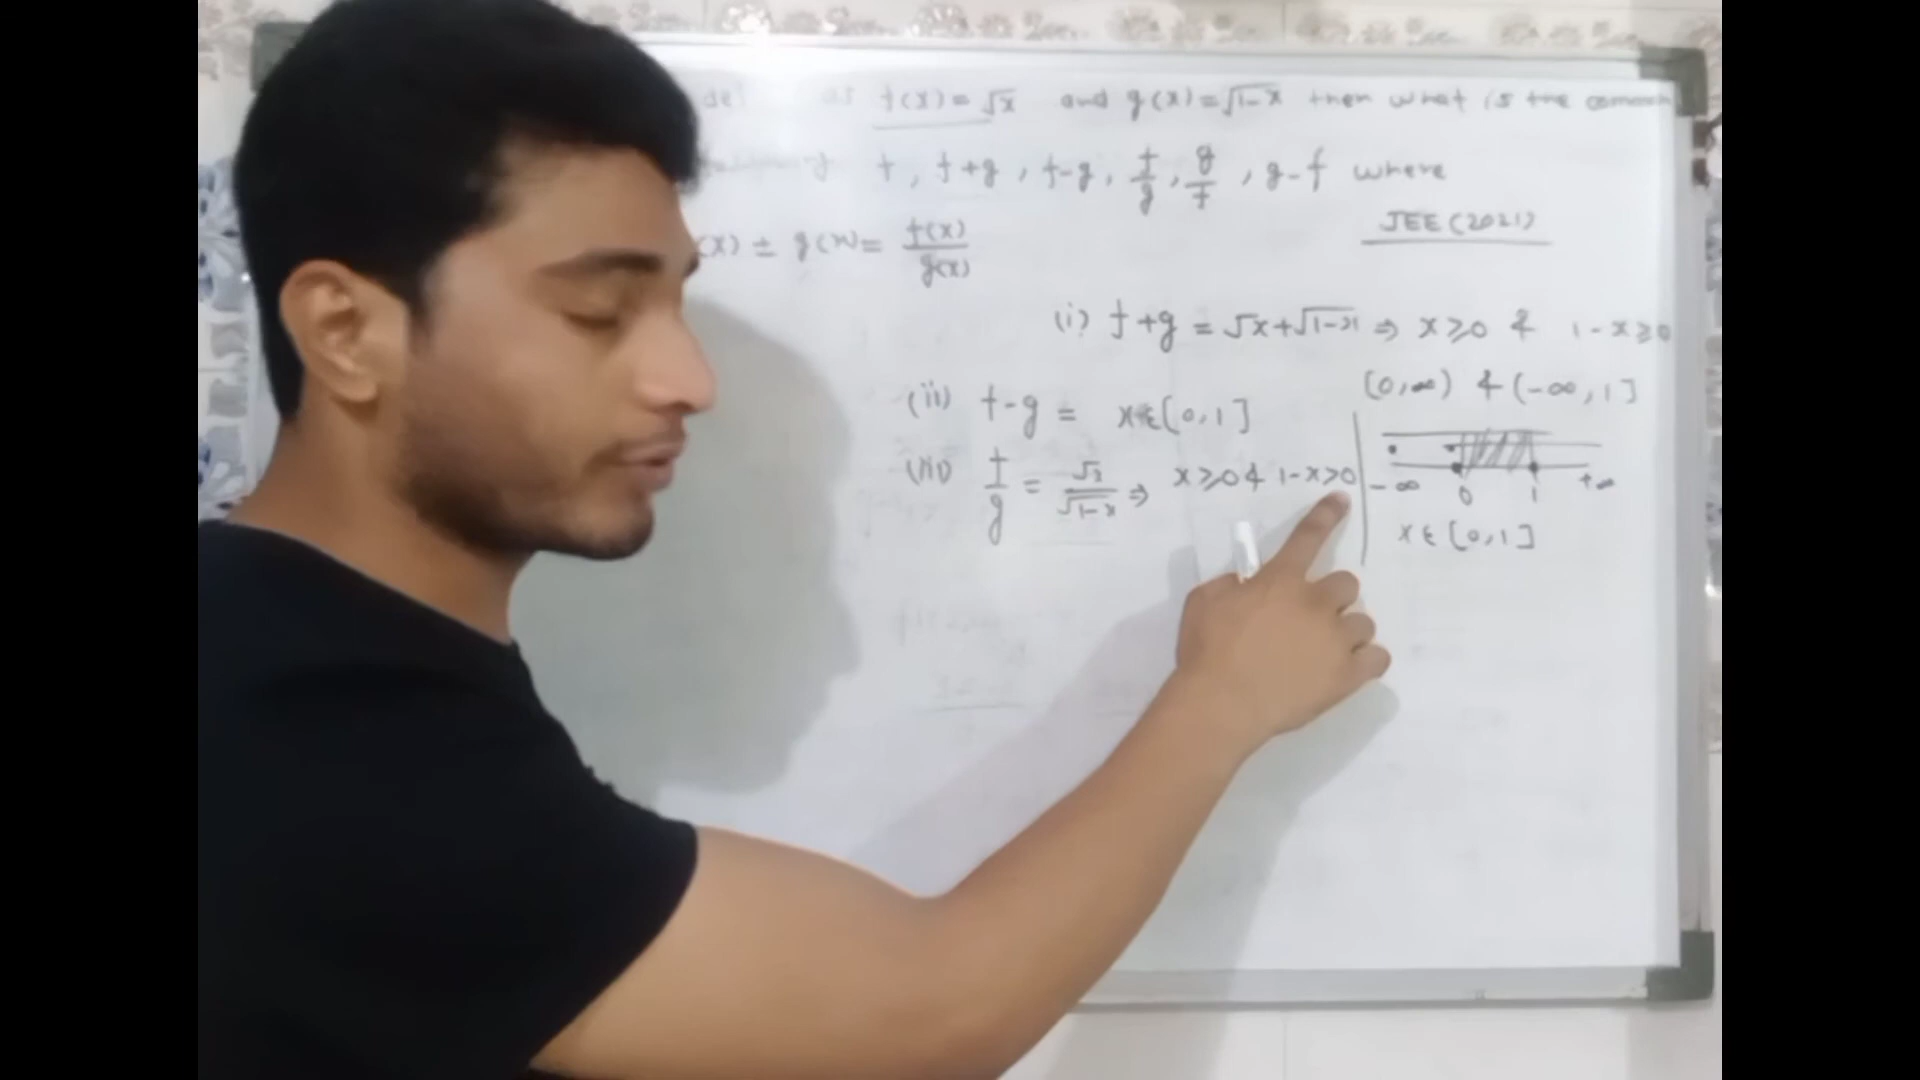 f(x) = √x and g(x) = √1-x then what is the common
f, f+g, f-g, f/g, g/f, g-f where
JEE (2021)
(x) ± g(x) = f(x)/g(x)
(i) f+g = √x+√1-x ⇒ x≥0 & 1-x≥0
(0,∞) & (-∞,1]
(ii) f-g = x∈[0,1]
(iii) f/g = √x/√1-x ⇒ x≥0 & 1-x>0
-∞ 0 1 +∞
x∈[0,1]